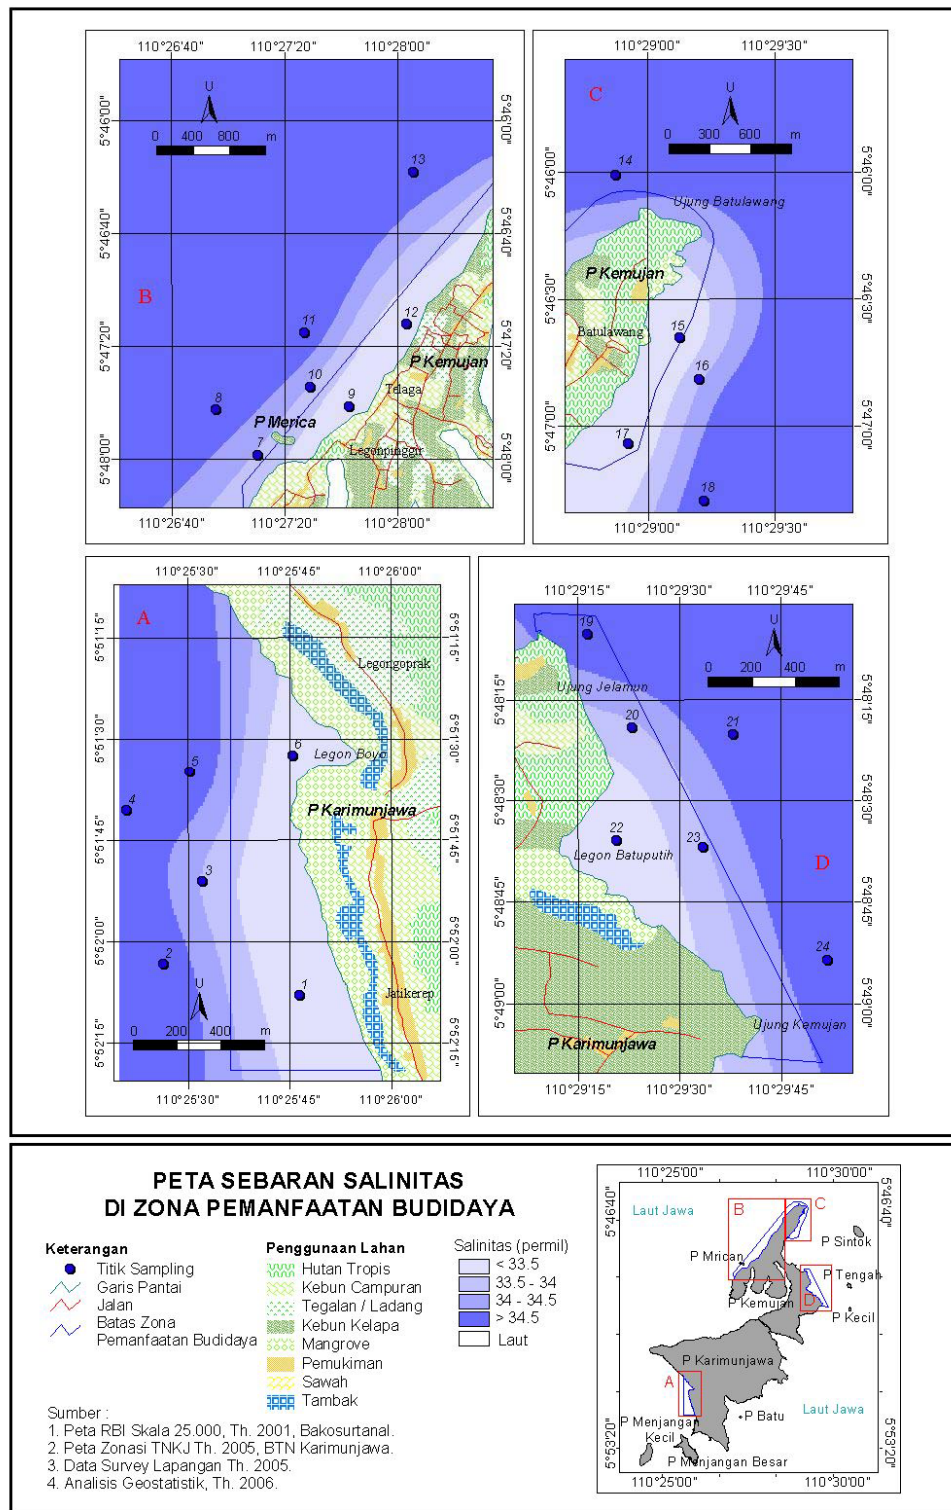 110°26'40" 110°27'20" 110°28'00"
5°46'00" 5°46'40" 5°47'20" 5°48'00"
5°46'00" 5°46'40" 5°47'20" 5°48'00"
U
0 400 800 m
B
13
11
12
10
9
8
7
P Kemujan
Telaga
P Merica
Legonpinggir
110°26'40" 110°27'20" 110°28'00"
110°29'00" 110°29'30"
5°46'00" 5°46'30" 5°47'00"
5°46'00" 5°46'30" 5°47'00"
C
U
0 300 600 m
14
Ujung Batulawang
P Kemujan
Batulawang
15
16
17
18
110°29'00" 110°29'30"
110°25'30" 110°25'45" 110°26'00"
5°51'15" 5°51'30" 5°51'45" 5°52'00" 5°52'15"
5°51'15" 5°51'30" 5°51'45" 5°52'00" 5°52'15"
A
Legongoprak
6
Legon Boyo
5
4
P Karimunjawa
3
2
1
Jatikerep
U
0 200 400 m
110°25'30" 110°25'45" 110°26'00"
110°29'15" 110°29'30" 110°29'45"
5°48'15" 5°48'30" 5°48'45" 5°49'00"
5°48'15" 5°48'30" 5°48'45" 5°49'00"
U
0 200 400 m
19
Ujung Jelamun
20
21
22
23
Legon Batuputih
D
24
Ujung Kemujan
P Karimunjawa
110°29'15" 110°29'30" 110°29'45"
PETA SEBARAN SALINITAS
DI ZONA PEMANFAATAN BUDIDAYA
Keterangan
Titik Sampling
Garis Pantai
Jalan
Batas Zona
Pemanfaatan Budidaya
Penggunaan Lahan
Hutan Tropis
Kebun Campuran
Tegalan / Ladang
Kebun Kelapa
Mangrove
Pemukiman
Sawah
Tambak
Salinitas (permil)
< 33.5
33.5 - 34
34 - 34.5
> 34.5
Laut
Sumber :
1. Peta RBI Skala 25.000, Th. 2001, Bakosurtanal.
2. Peta Zonasi TNKJ Th. 2005, BTN Karimunjawa.
3. Data Survey Lapangan Th. 2005.
4. Analisis Geostatistik, Th. 2006.
110°25'00" 110°30'00"
5°46'40" 5°53'20"
5°46'40" 5°53'20"
Laut Jawa
B
C
P Sintok
P Mrican
P Tengah
P Kemujan
D
P Kecil
P Karimunjawa
A
Laut Jawa
P Batu
P Menjangan
Kecil
P Menjangan Besar
110°25'00" 110°30'00"